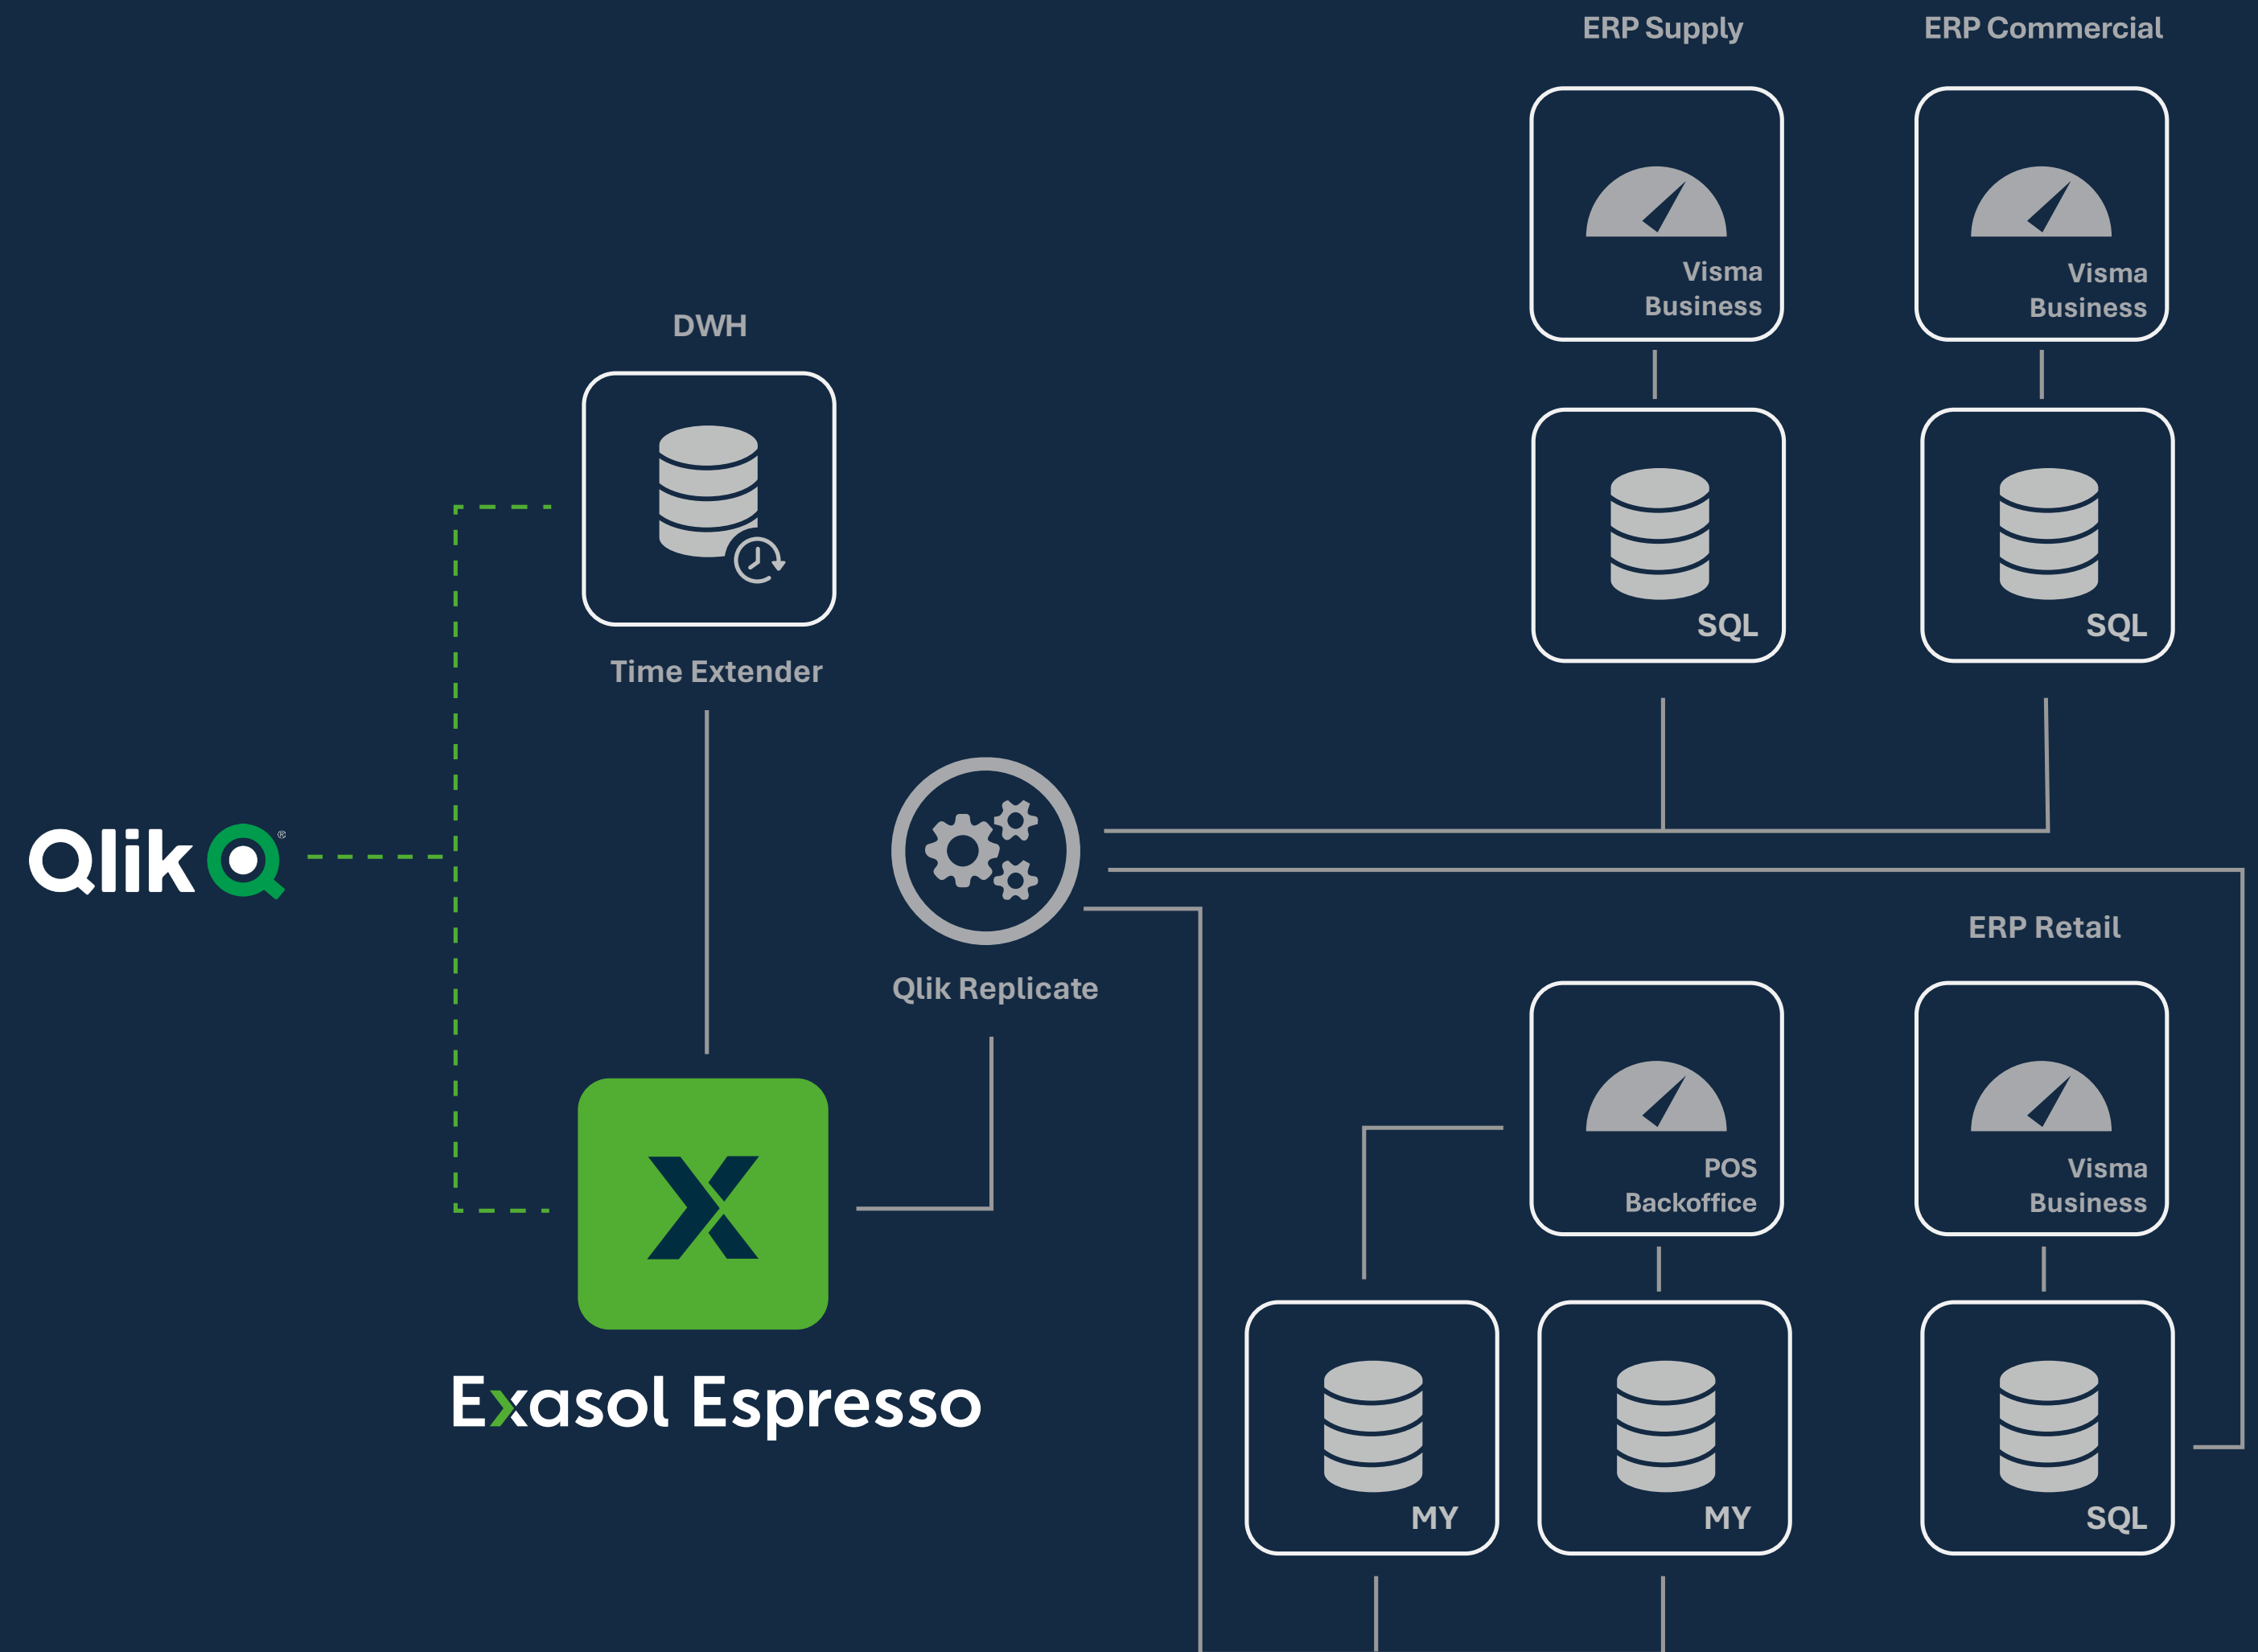 ERP Supply
ERP Commercial
Visma
Business
Visma
Business
DWH
SQL
SQL
Time Extender
Qlik ®
Qlik Replicate
ERP Retail
POS
Backoffice
Visma
Business
Exasol Espresso
MY
MY
SQL